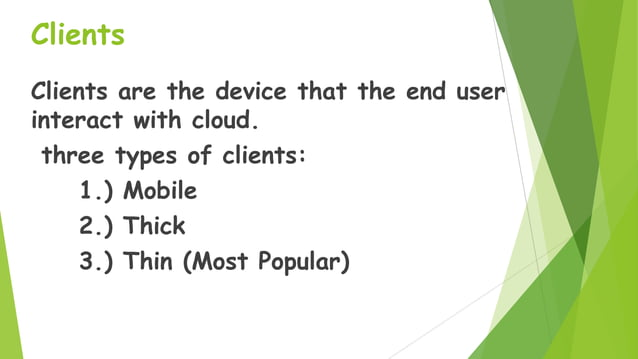 Clients
Clients are the device that the end user
interact with cloud.
three types of clients:
1.) Mobile
2.) Thick
3.) Thin (Most Popular)